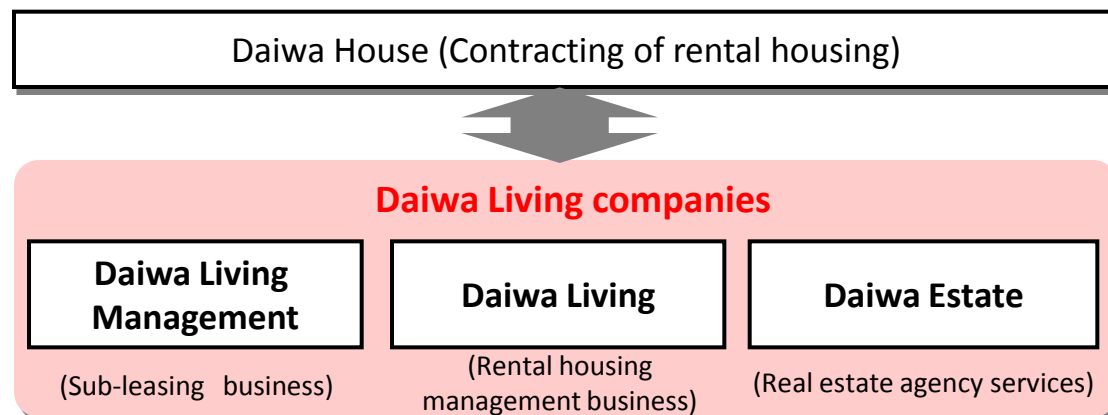 Daiwa House (Contracting of rental housing)
Daiwa Living companies
Daiwa Living
Management
(Sub-leasing business)
Daiwa Living
(Rental housing
management business)
Daiwa Estate
(Real estate agency services)